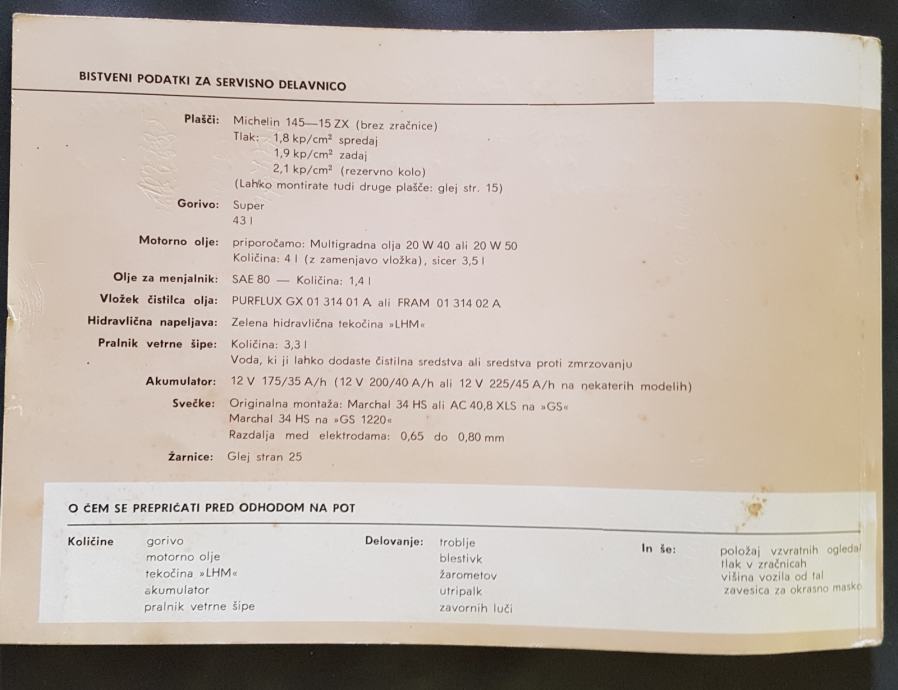 BISTVENI PODATKI ZA SERVISNO DELAVNICO
Plašči: Michelin 145—15 ZX (brez zračnice)
Tlak: 1,8 kp/cm² spredaj
1,9 kp/cm² zadaj
2,1 kp/cm² (rezervno kolo)
(Lahko montirate tudi druge plašče: glej str. 15)
Gorivo: Super
43 l
Motorno olje: priporočamo: Multigradna olja 20 W 40 ali 20 W 50
Količina: 4 l (z zamenjavo vložka), sicer 3,5 l
Olje za menjalnik: SAE 80 — Količina: 1,4 l
Vložek čistilca olja: PURFLUX GX 01 314 01 A ali FRAM 01 314 02 A
Hidravlična napeljava: Zelena hidravlična tekočina »LHM«
Pralnik vetrne šipe: Količina: 3,3 l
Voda, ki ji lahko dodaste čistilna sredstva ali sredstva proti zmrzovanju
Akumulator: 12 V 175/35 A/h (12 V 200/40 A/h ali 12 V 225/45 A/h na nekaterih modelih)
Svečke: Originalna montaža: Marchal 34 HS ali AC 40,8 XLS na »GS«
Marchal 34 HS na »GS 1220«
Razdalja med elektrodama: 0,65 do 0,80 mm
Žarnice: Glej stran 25
O ČEM SE PREPRIČATI PRED ODHODOM NA POT
Količine gorivo
motorno olje
tekočina »LHM«
akumulator
pralnik vetrne šipe
Delovanje: troblje
blestivk
žarometov
utripalk
zavornih luči
In še: položaj vzvratnih ogledal
tlak v zračnicah
višina vozila od tal
zavesica za okrasno masko